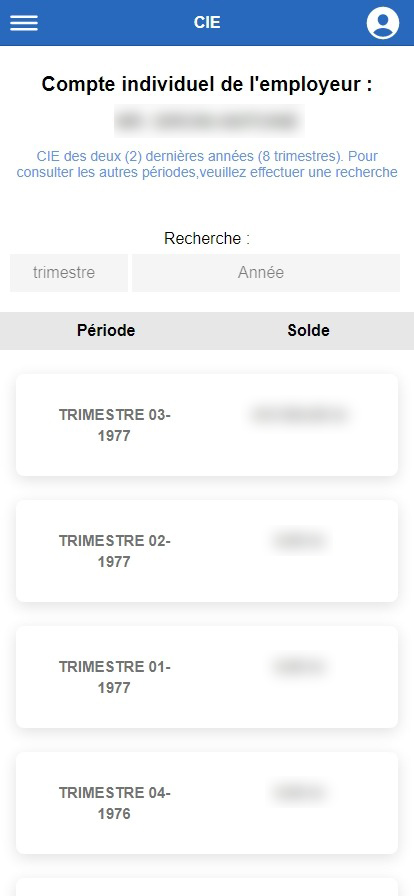 CIE
Compte individuel de l'employeur :
CIE des deux (2) dernières années (8 trimestres). Pour
consulter les autres périodes,veuillez effectuer une recherche
Recherche :
trimestre Année
Période Solde
TRIMESTRE 03-
1977
TRIMESTRE 02-
1977
TRIMESTRE 01-
1977
TRIMESTRE 04-
1976